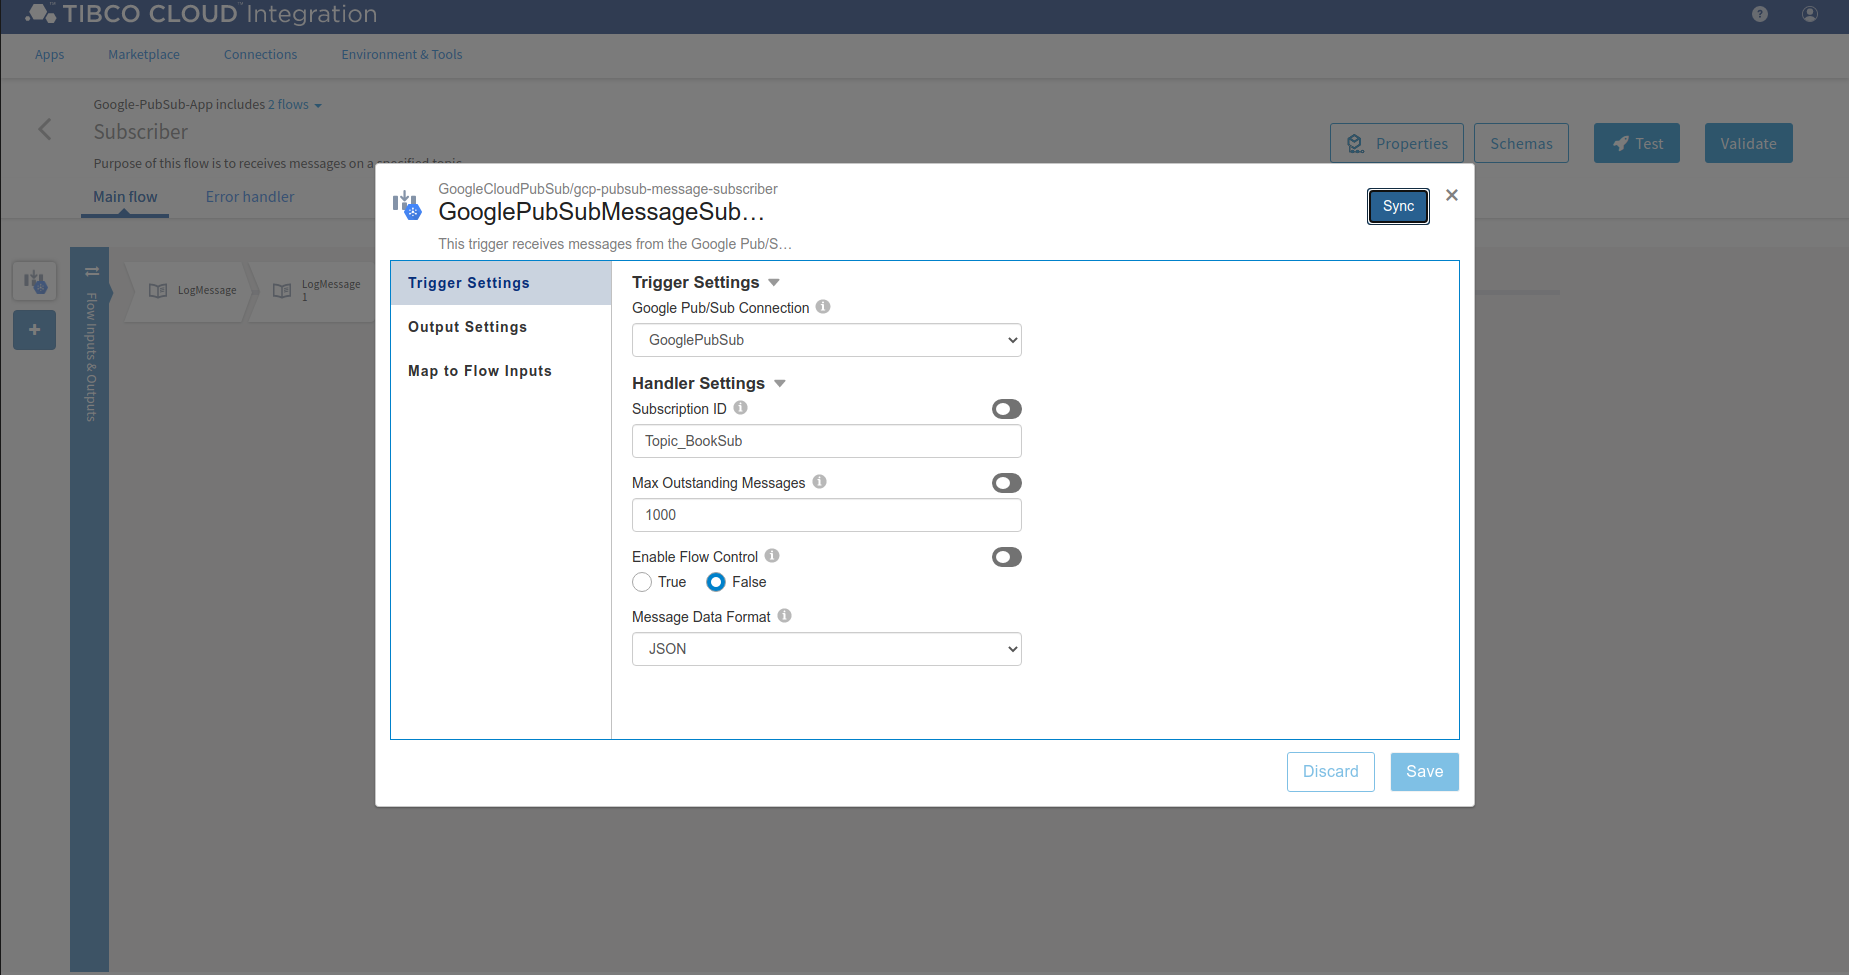 TIBCO CLOUD™ Integration
Apps Marketplace Connections Environment & Tools
Google-PubSub-App includes 2 flows
Subscriber
Purpose of this flow is to receives messages on a specified topic
Properties Schemas Test Validate
Main flow Error handler
Flow Inputs & Outputs
LogMessage
LogMessage
1
GoogleCloudPubSub/gcp-pubsub-message-subscriber
GooglePubSubMessageSub...
This trigger receives messages from the Google Pub/S...
Sync
Trigger Settings
Output Settings
Map to Flow Inputs
Trigger Settings
Google Pub/Sub Connection
GooglePubSub
Handler Settings
Subscription ID
Topic_BookSub
Max Outstanding Messages
1000
Enable Flow Control
True False
Message Data Format
JSON
Discard Save